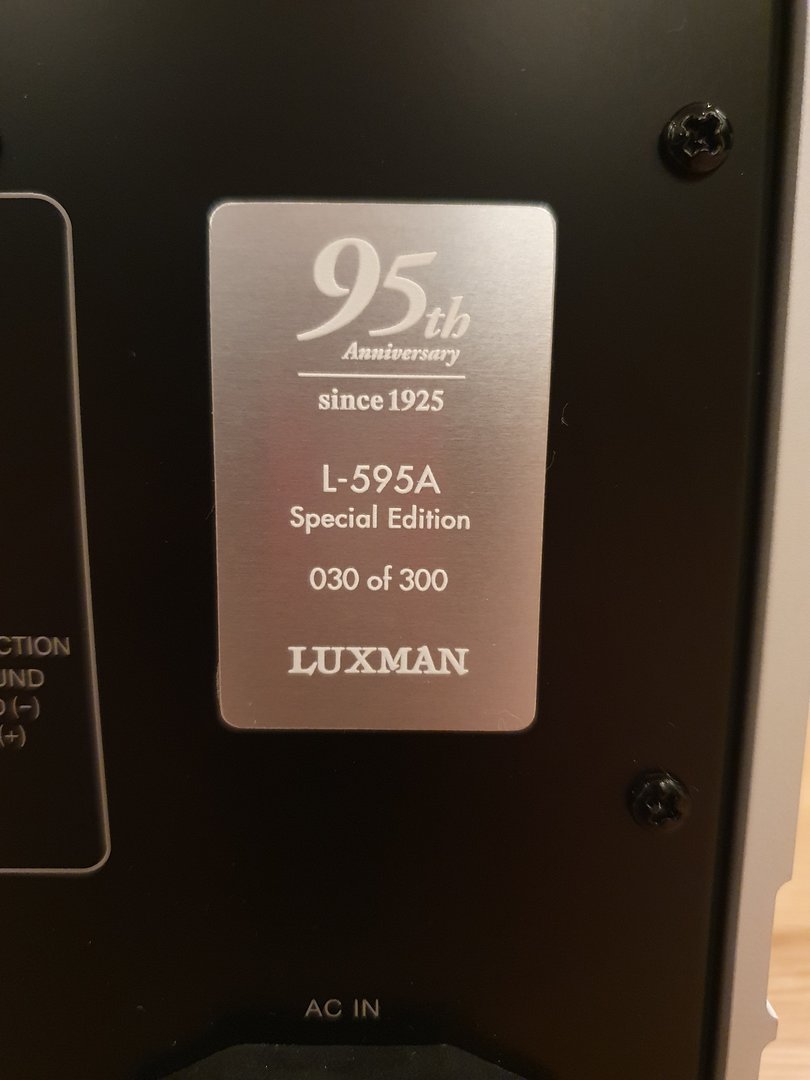 95th
Anniversary
since 1925
L-595A
Special Edition
030 of 300
LUXMAN
(-)
(+)
AC IN